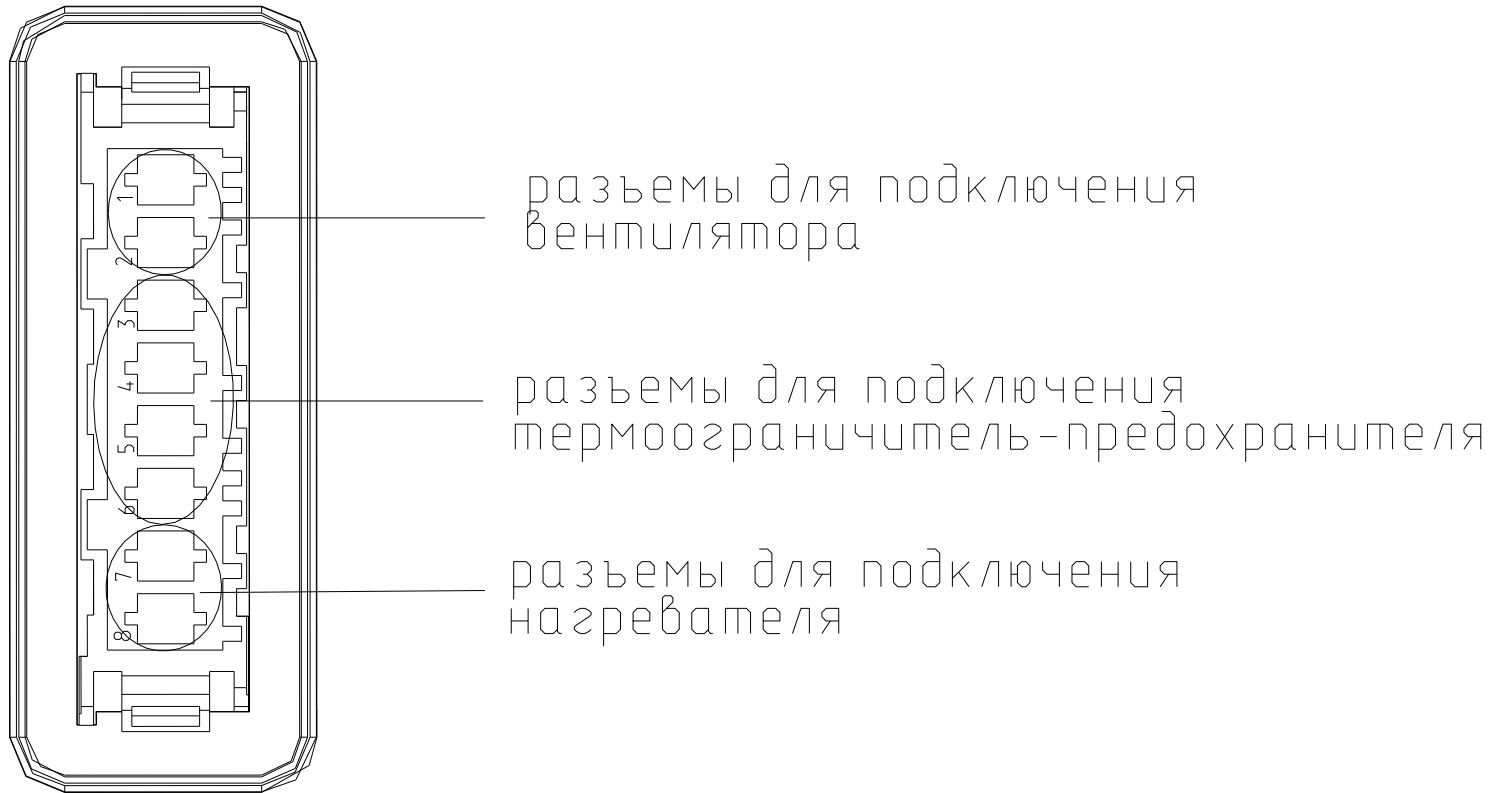 1
разъемы для подключения
вентилятора
2
3
4
разъемы для подключения
термоограничитель-предохранителя
5
6
7
разъемы для подключения
нагревателя
8